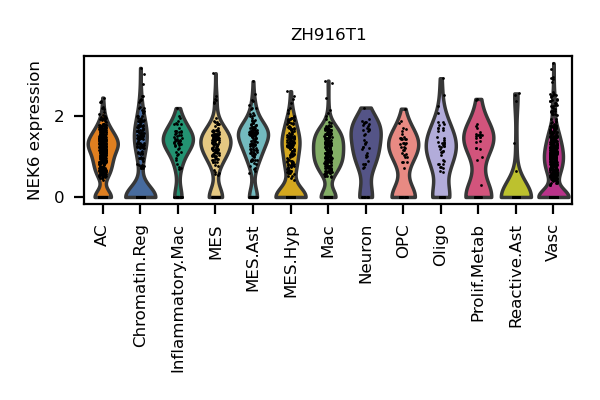 ZH916T1
NEK6 expression
2
0
AC
Chromatin.Reg
Inflammatory.Mac
MES
MES.Ast
MES.Hyp
Mac
Neuron
OPC
Oligo
Prolif.Metab
Reactive.Ast
Vasc